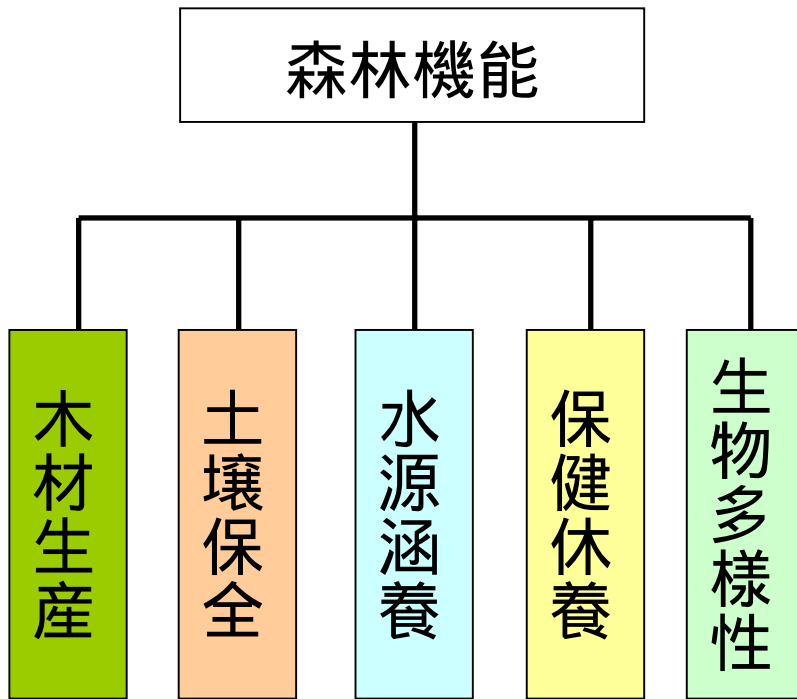 森林機能
木材生産
土壌保全
水源涵養
保健休養
生物多様性